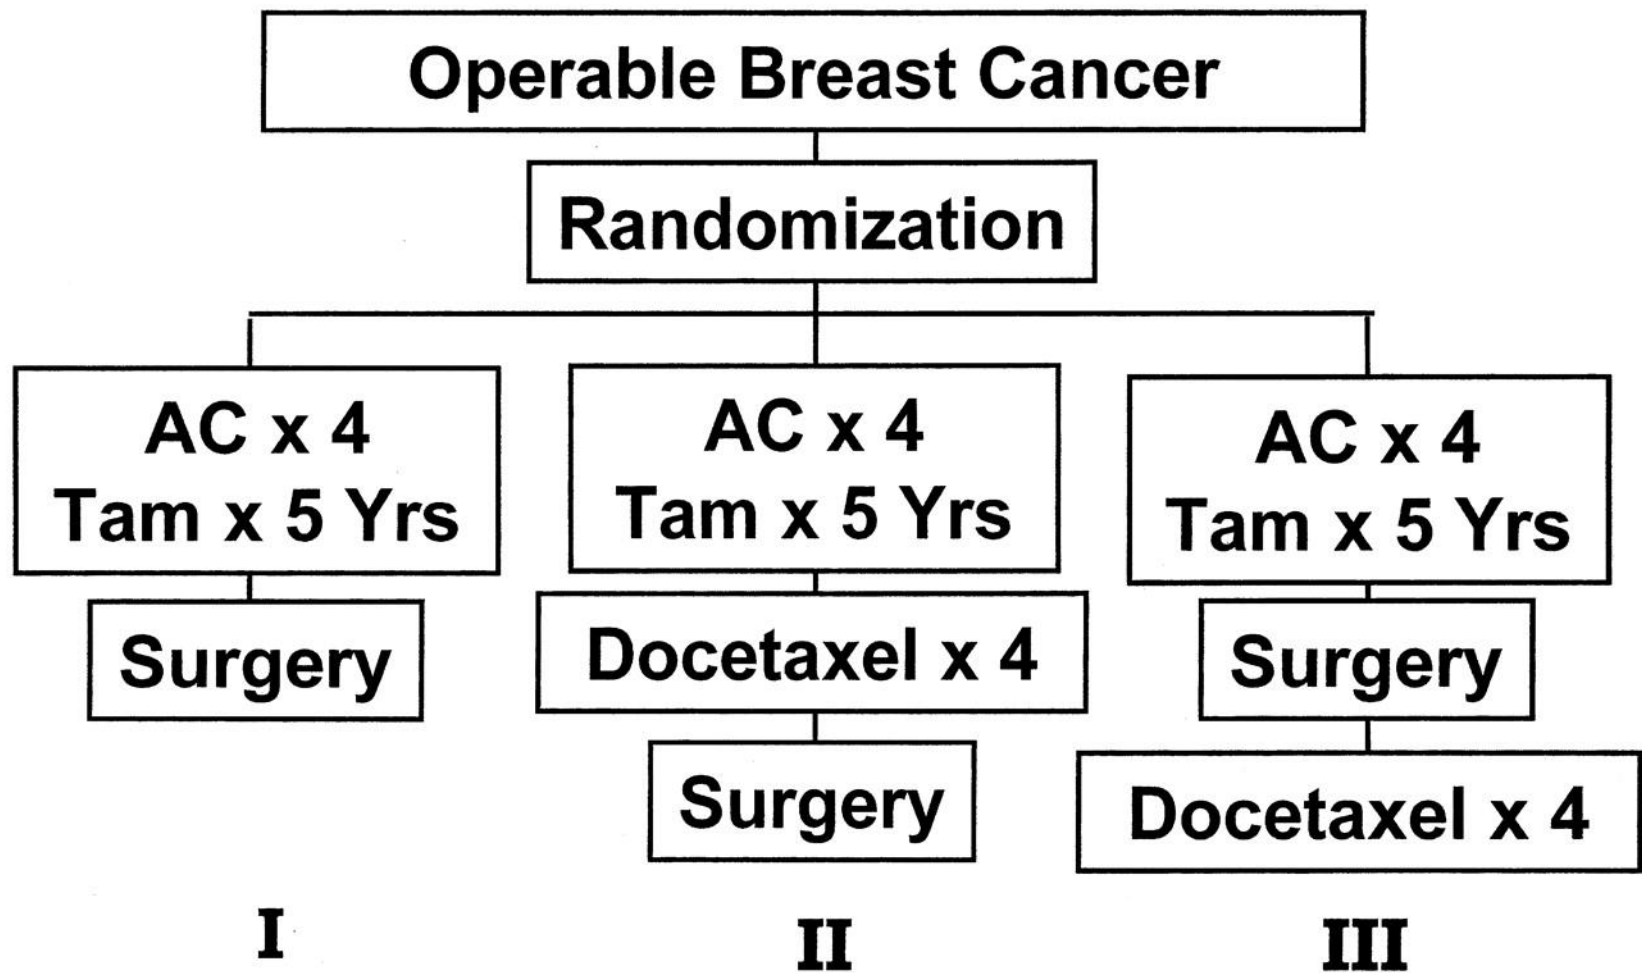 Operable Breast Cancer
Randomization
AC x 4
Tam x 5 Yrs
Surgery
I
AC x 4
Tam x 5 Yrs
Docetaxel x 4
Surgery
II
AC x 4
Tam x 5 Yrs
Surgery
Docetaxel x 4
III